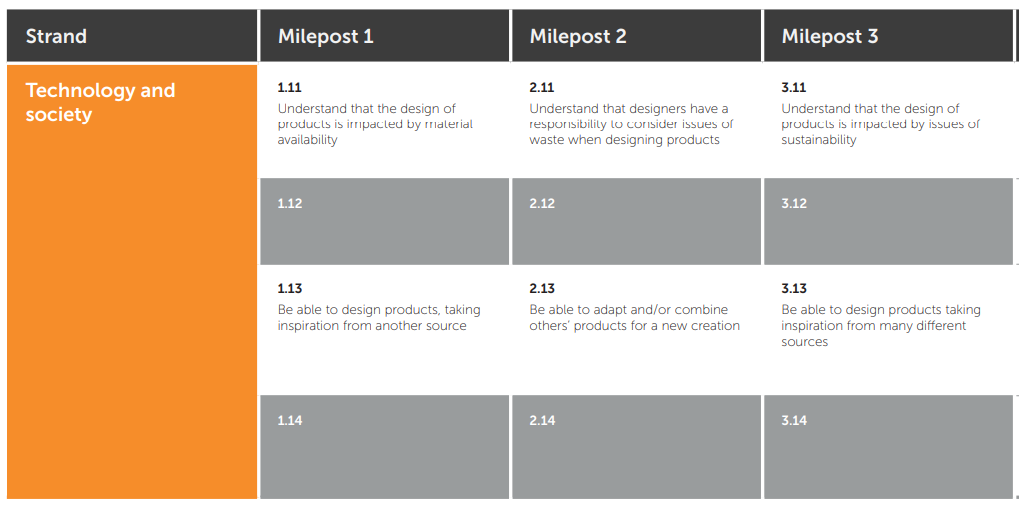 Strand
Milepost 1
Milepost 2
Milepost 3
Technology and
society
1.11
Understand that the design of
products is impacted by material
availability
2.11
Understand that designers have a
responsibility to consider issues of
waste when designing products
3.11
Understand that the design of
products is impacted by issues of
sustainability
1.12
2.12
3.12
1.13
Be able to design products, taking
inspiration from another source
2.13
Be able to adapt and/or combine
others' products for a new creation
3.13
Be able to design products taking
inspiration from many different
sources
1.14
2.14
3.14